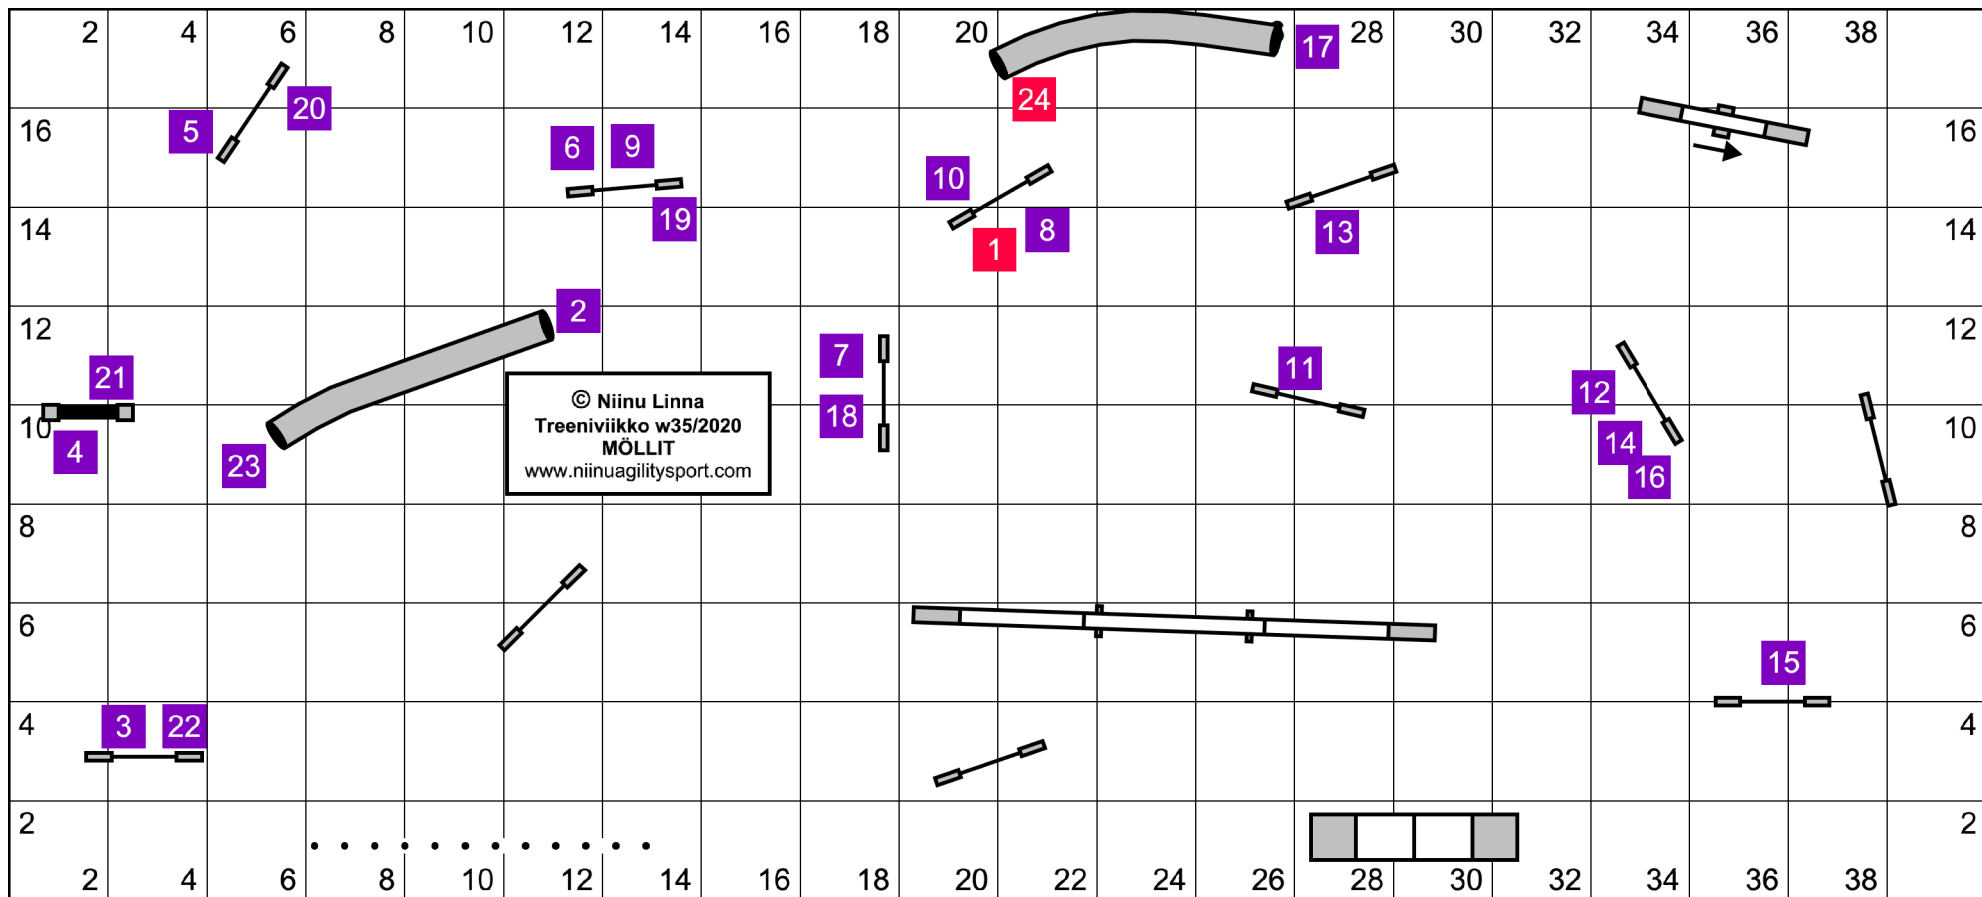 2 4 6 8 10 12 14 16 18 20 28 30 32 34 36 38
17
24
5 20 16 16
6 9
10
19 14 1 8 13 14
2
12 7 12
21 11
© Niinu Linna
Treeniviikko w35/2020
MÖLLIT
www.niinuagilitysport.com
12
10 18 10
4 23 14
16
8 8
6 6
15
3 22 4 4
2 2
2 4 6 8 10 12 14 16 18 20 22 24 26 28 30 32 34 36 38